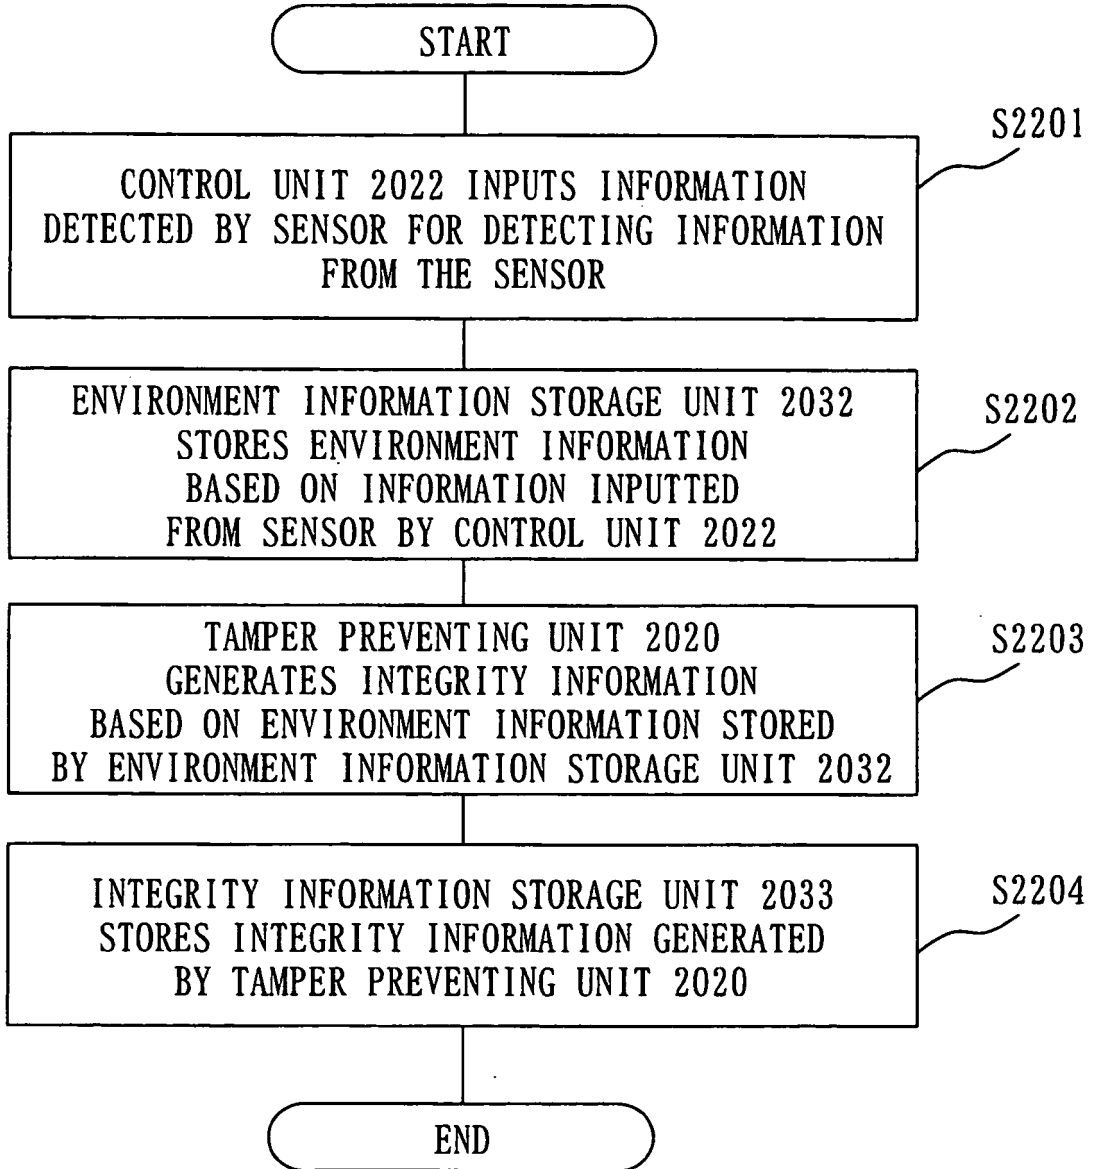 START
S2201
CONTROL UNIT 2022 INPUTS INFORMATION
DETECTED BY SENSOR FOR DETECTING INFORMATION
FROM THE SENSOR
S2202
ENVIRONMENT INFORMATION STORAGE UNIT 2032
STORES ENVIRONMENT INFORMATION
BASED ON INFORMATION INPUTTED
FROM SENSOR BY CONTROL UNIT 2022
S2203
TAMPER PREVENTING UNIT 2020
GENERATES INTEGRITY INFORMATION
BASED ON ENVIRONMENT INFORMATION STORED
BY ENVIRONMENT INFORMATION STORAGE UNIT 2032
S2204
INTEGRITY INFORMATION STORAGE UNIT 2033
STORES INTEGRITY INFORMATION GENERATED
BY TAMPER PREVENTING UNIT 2020
END